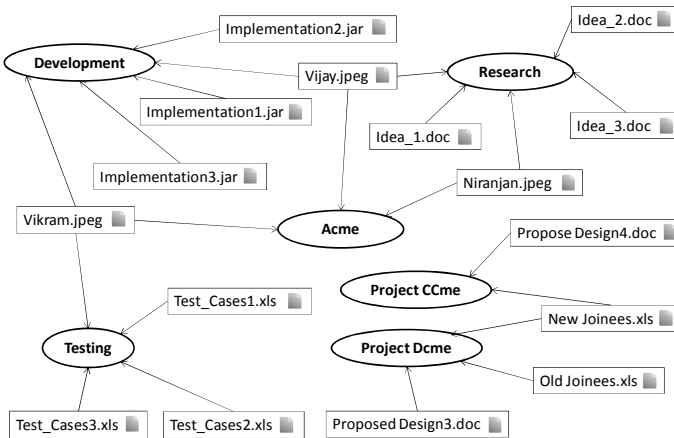 Idea_2.doc
Implementation2.jar
Development
Vijay.jpeg
Research
Implementation1.jar
Idea_1.doc
Idea_3.doc
Implementation3.jar
Niranjan.jpeg
Vikram.jpeg
Acme
Propose Design4.doc
Project CCme
Test_Cases1.xls
New Joinees.xls
Testing
Project Dcme
Old Joinees.xls
Test_Cases3.xls
Test_Cases2.xls
Proposed Design3.doc